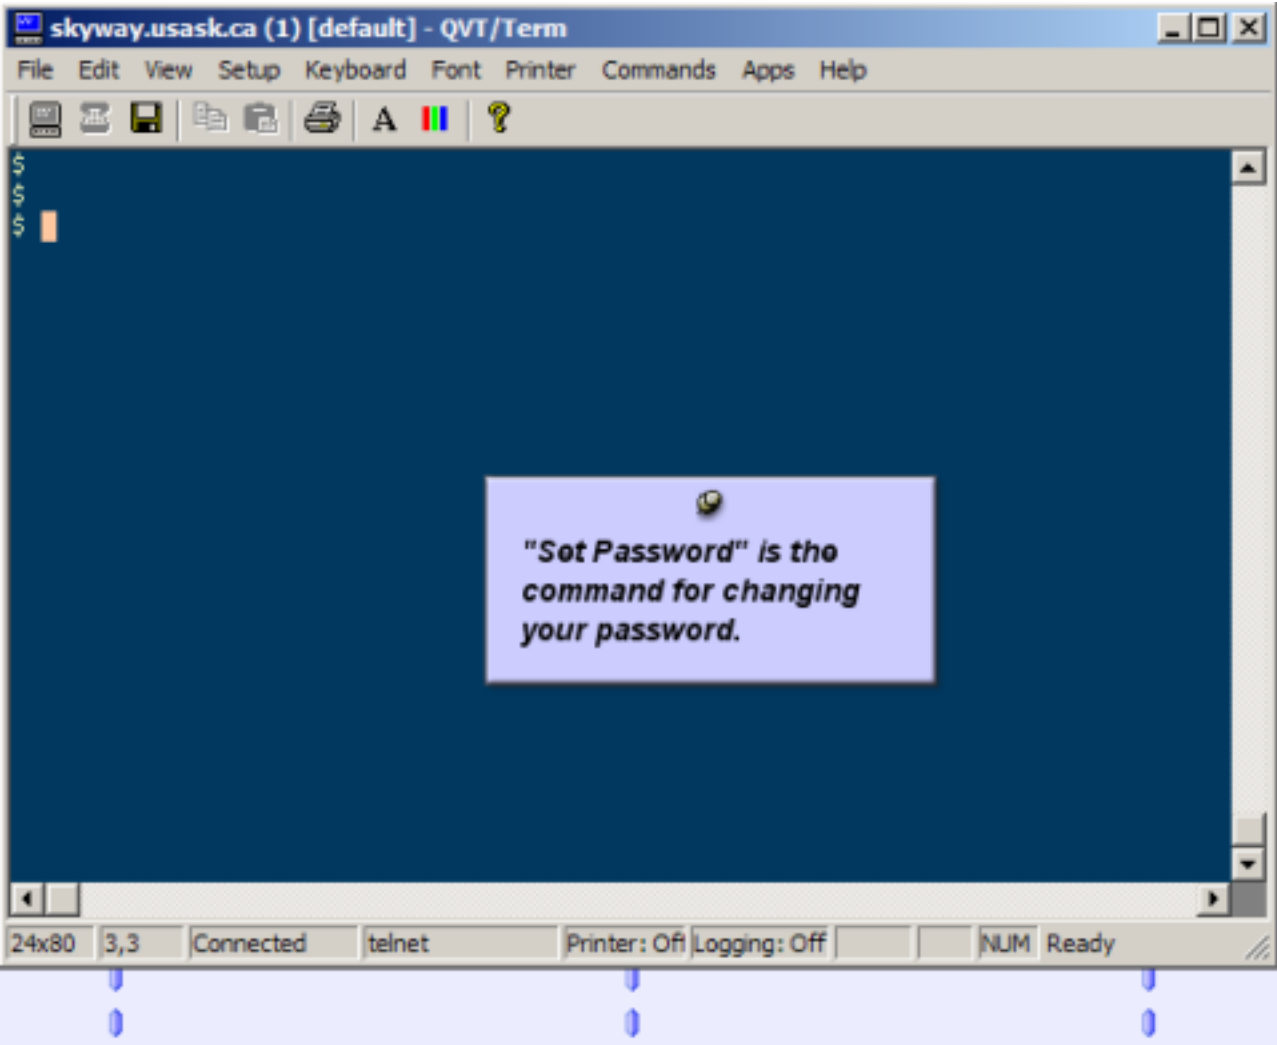 skyway.usask.ca (1) [default] - QVT/Term
File Edit View Setup Keyboard Font Printer Commands Apps Help
A
$
$
$
"Set Password" is the
command for changing
your password.
24x80 3,3 Connected telnet Printer: Off Logging: Off NUM Ready